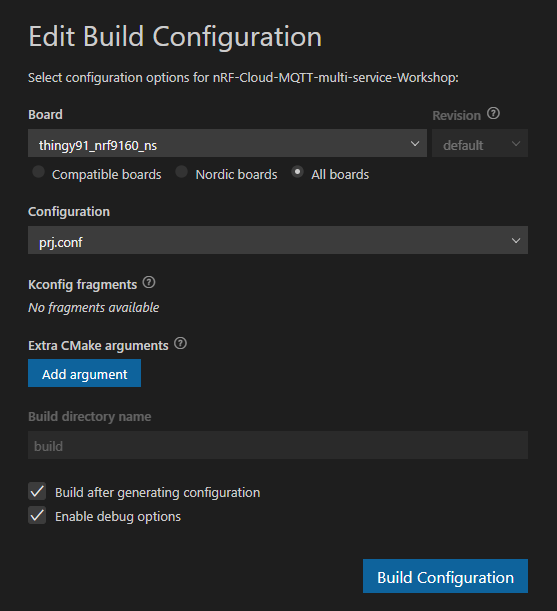 Edit Build Configuration
Select configuration options for nRF-Cloud-MQTT-multi-service-Workshop:
Board
Revision ?
thingy91_nrf9160_ns
default
Compatible boards
Nordic boards
All boards
Configuration
prj.conf
Kconfig fragments ?
No fragments available
Extra CMake arguments ?
Add argument
Build directory name
build
Build after generating configuration
Enable debug options
Build Configuration